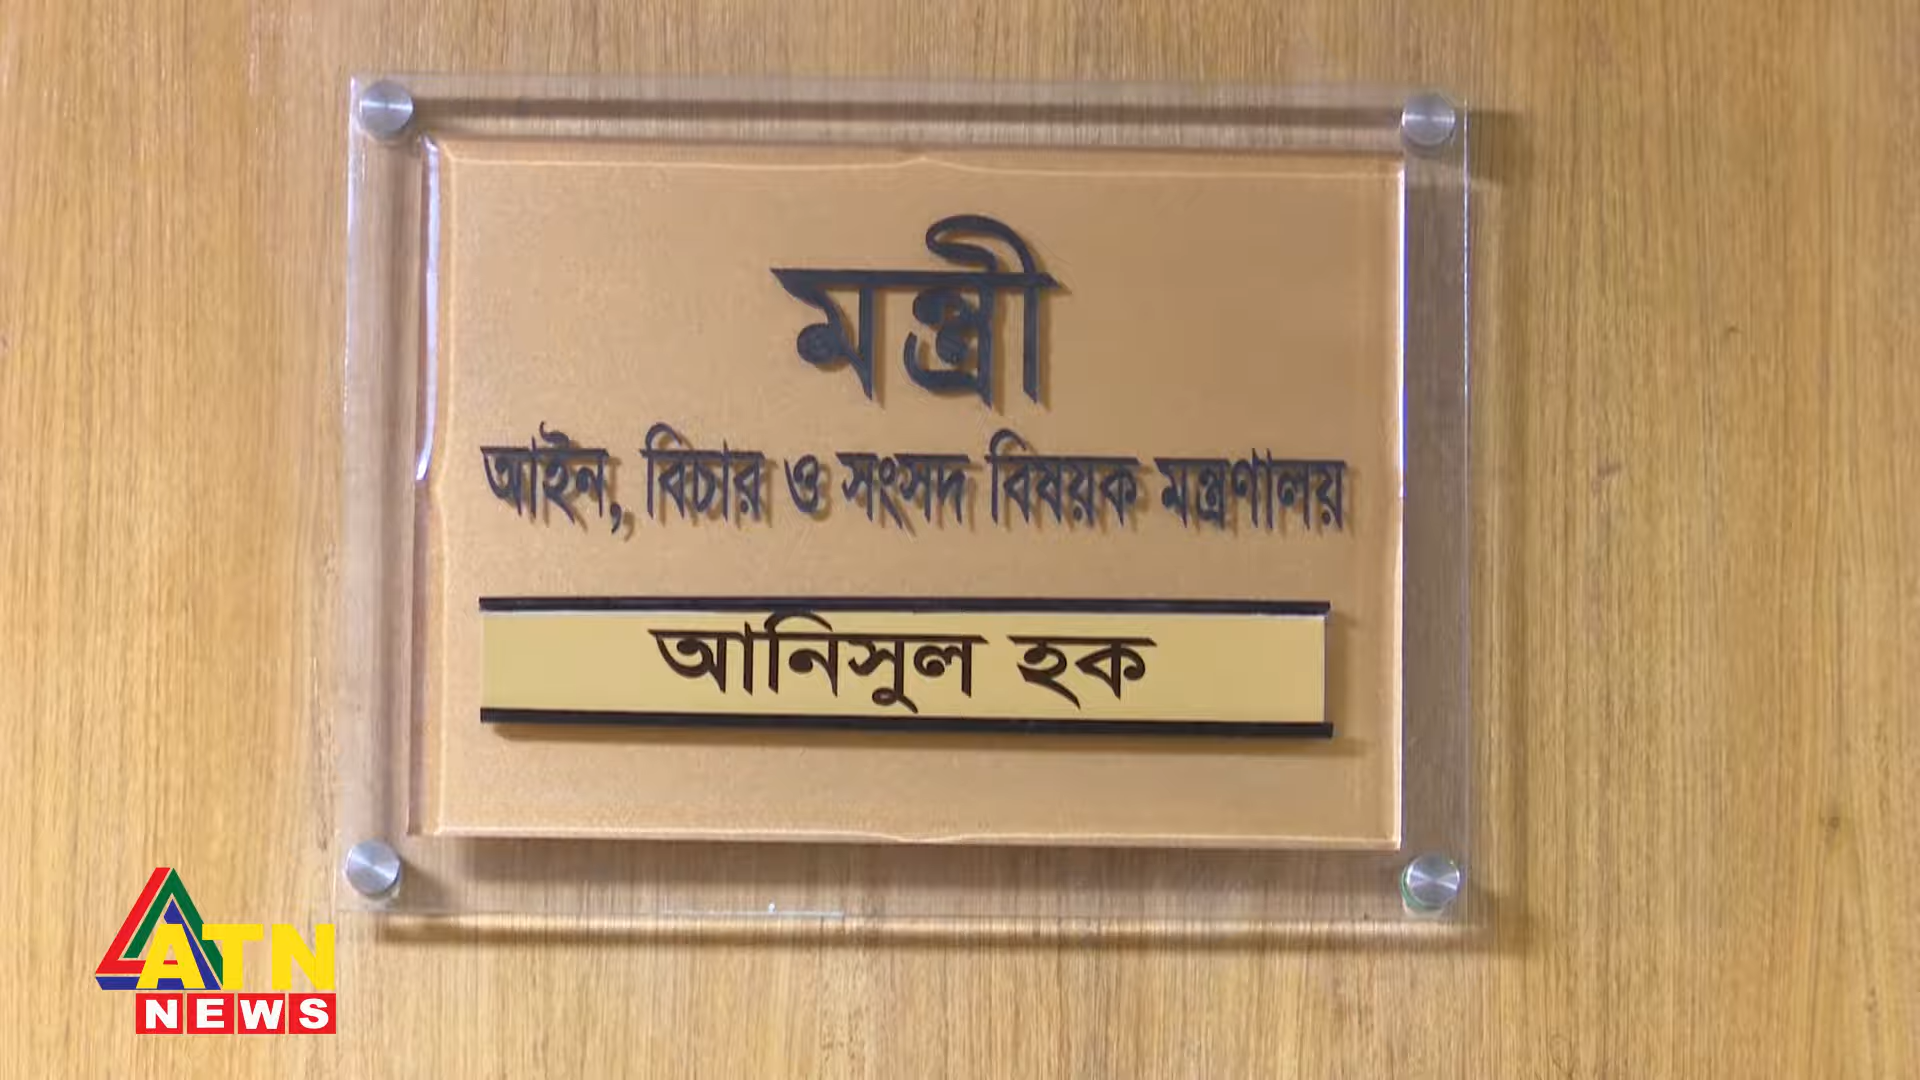 মন্ত্রী
আইন, বিচার ও সংসদ বিষয়ক মন্ত্রণালয়
আনিসুল হক
ATN
NEWS